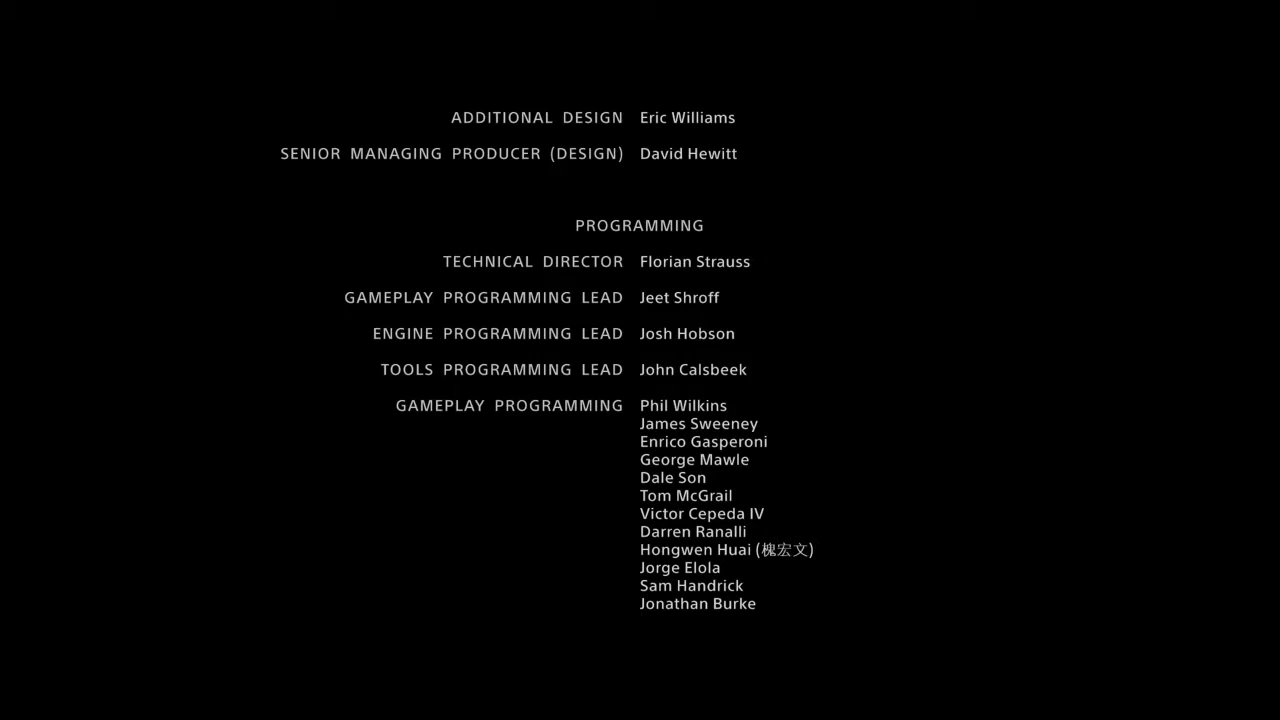 ADDITIONAL DESIGN Eric Williams
SENIOR MANAGING PRODUCER (DESIGN) David Hewitt
PROGRAMMING
TECHNICAL DIRECTOR Florian Strauss
GAMEPLAY PROGRAMMING LEAD Jeet Shroff
ENGINE PROGRAMMING LEAD Josh Hobson
TOOLS PROGRAMMING LEAD John Calsbeek
GAMEPLAY PROGRAMMING Phil Wilkins
James Sweeney
Enrico Gasperoni
George Mawle
Dale Son
Tom McGrail
Victor Cepeda IV
Darren Ranalli
Hongwen Huai (槐宏文)
Jorge Elola
Sam Handrick
Jonathan Burke